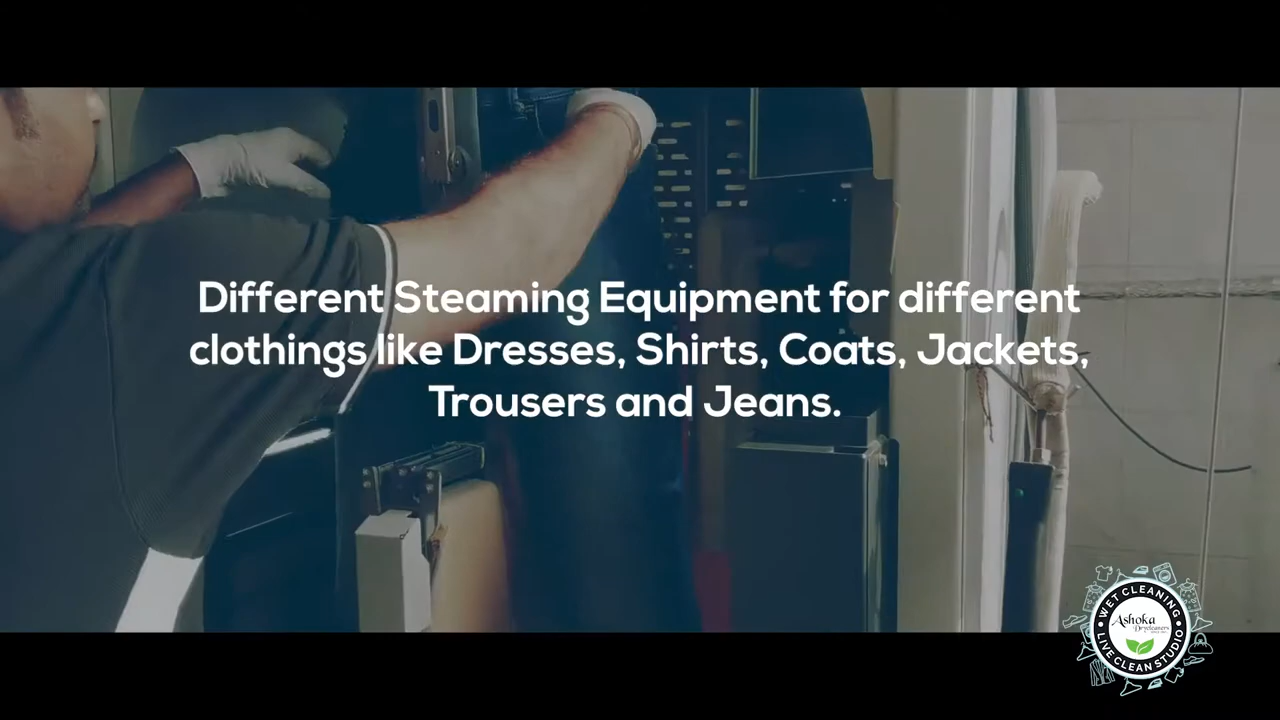 Different Steaming Equipment for different
clothings like Dresses, Shirts, Coats, Jackets,
Trousers and Jeans.
WET CLEANING
Ashoka
Drycleaners
LIVE CLEAN STUDIO